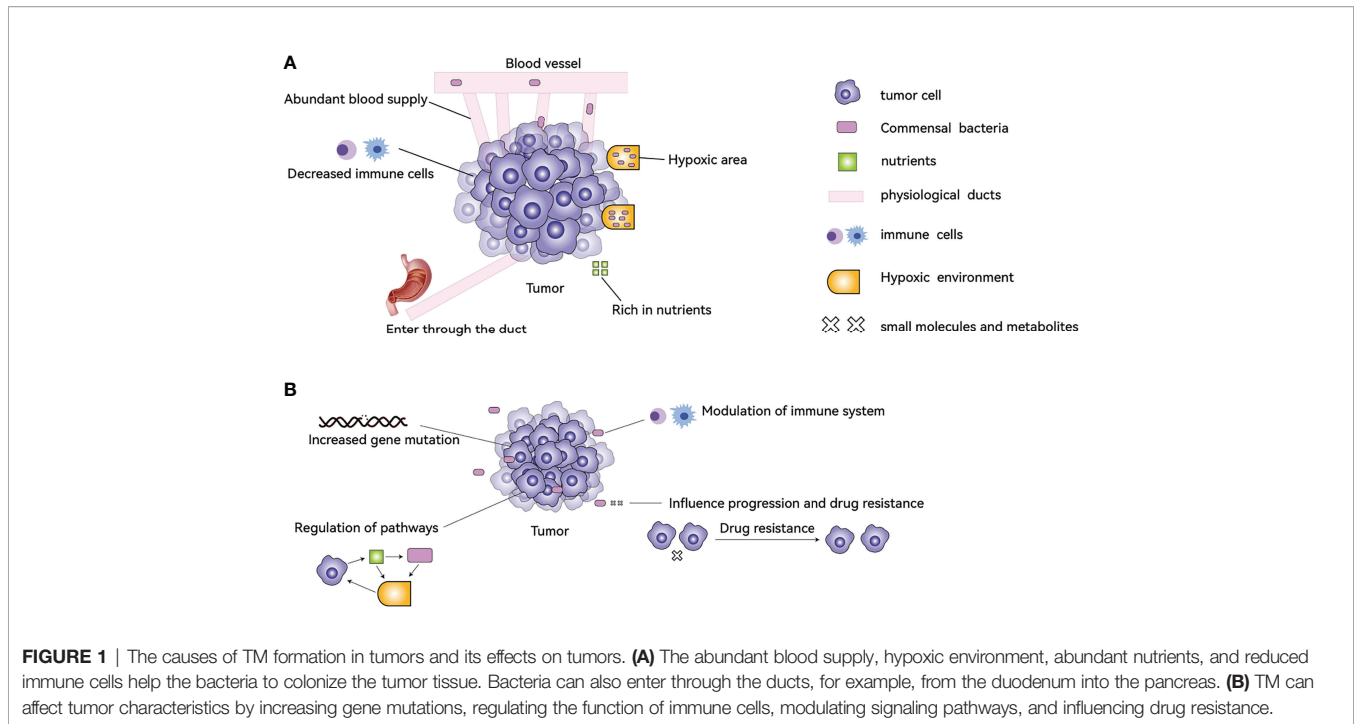 A
Blood vessel
Abundant blood supply
Decreased immune cells
Hypoxic area
Tumor
Rich in nutrients
Enter through the duct
tumor cell
Commensal bacteria
nutrients
physiological ducts
immune cells
Hypoxic environment
small molecules and metabolites
B
Increased gene mutation
Modulation of immune system
Regulation of pathways
Tumor
Influence progression and drug resistance
Drug resistance
FIGURE 1 | The causes of TM formation in tumors and its effects on tumors. (A) The abundant blood supply, hypoxic environment, abundant nutrients, and reduced
immune cells help the bacteria to colonize the tumor tissue. Bacteria can also enter through the ducts, for example, from the duodenum into the pancreas. (B) TM can
affect tumor characteristics by increasing gene mutations, regulating the function of immune cells, modulating signaling pathways, and influencing drug resistance.